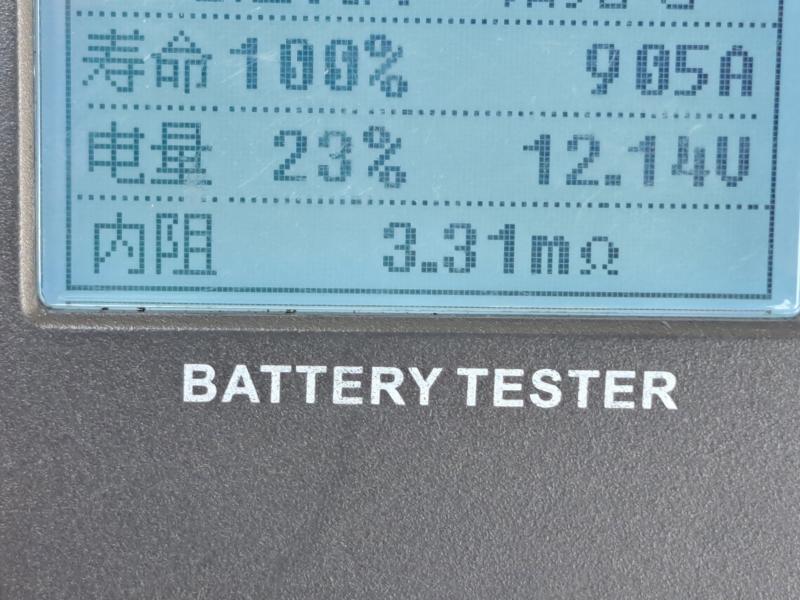 寿命 100% 905A
电量 23% 12.14V
内阻 3.31mΩ
BATTERY TESTER